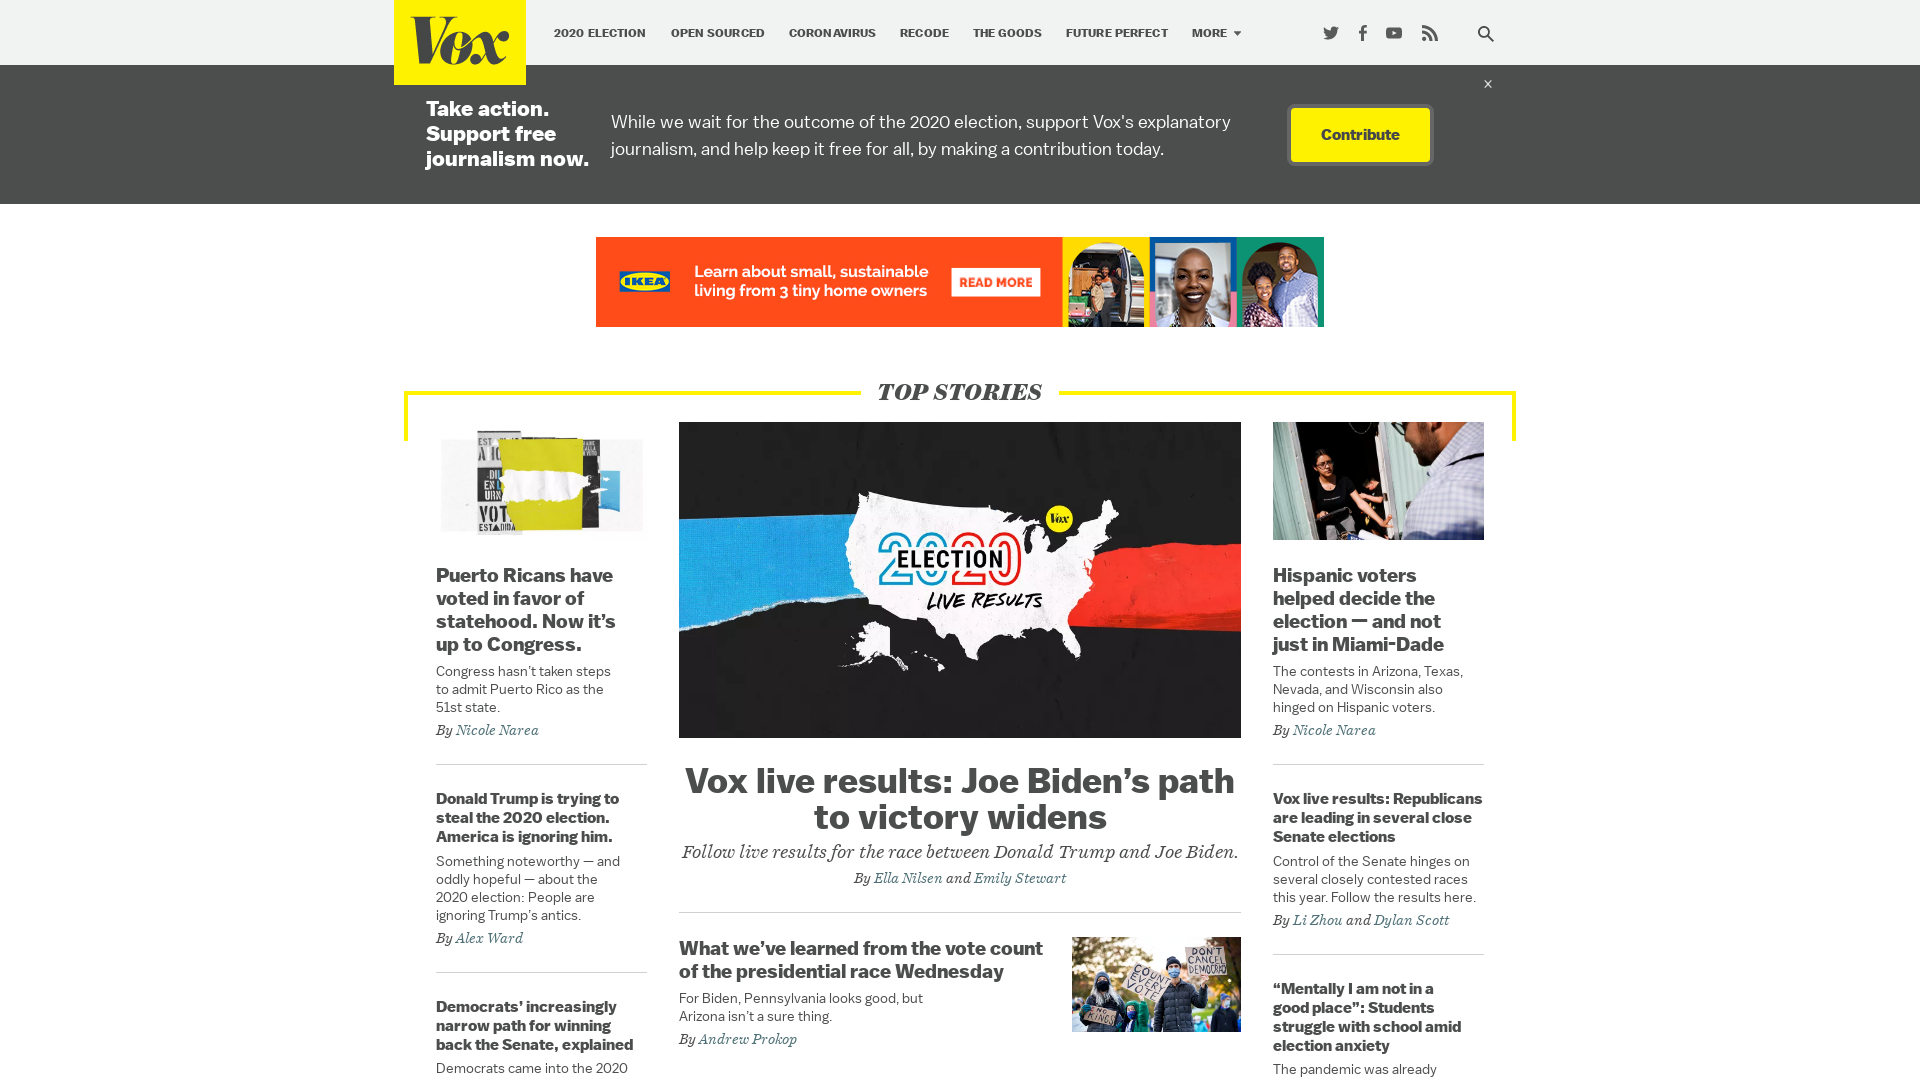 Vox
2020 ELECTION
OPEN SOURCED
CORONAVIRUS
RECODE
THE GOODS
FUTURE PERFECT
MORE
x
Take action.
Support free
journalism now.
While we wait for the outcome of the 2020 election, support Vox's explanatory
journalism, and help keep it free for all, by making a contribution today.
Contribute
IKEA
Learn about small, sustainable
living from 3 tiny home owners
READ MORE
TOP STORIES
Puerto Ricans have
voted in favor of
statehood. Now it’s
up to Congress.
Congress hasn’t taken steps
to admit Puerto Rico as the
51st state.
By Nicole Narea
Donald Trump is trying to
steal the 2020 election.
America is ignoring him.
Something noteworthy — and
oddly hopeful — about the
2020 election: People are
ignoring Trump’s antics.
By Alex Ward
Democrats’ increasingly
narrow path for winning
back the Senate, explained
Democrats came into the 2020
Vox
2020
ELECTION
LIVE RESULTS
Vox live results: Joe Biden’s path
to victory widens
Follow live results for the race between Donald Trump and Joe Biden.
By Ella Nilsen and Emily Stewart
What we’ve learned from the vote count
of the presidential race Wednesday
For Biden, Pennsylvania looks good, but
Arizona isn’t a sure thing.
By Andrew Prokop
DON'T
CANCEL
DEMOCRACY
COUNT
EVERY
VOTE
NO
KINGS
Hispanic voters
helped decide the
election — and not
just in Miami-Dade
The contests in Arizona, Texas,
Nevada, and Wisconsin also
hinged on Hispanic voters.
By Nicole Narea
Vox live results: Republicans
are leading in several close
Senate elections
Control of the Senate hinges on
several closely contested races
this year. Follow the results here.
By Li Zhou and Dylan Scott
“Mentally I am not in a
good place”: Students
struggle with school amid
election anxiety
The pandemic was already